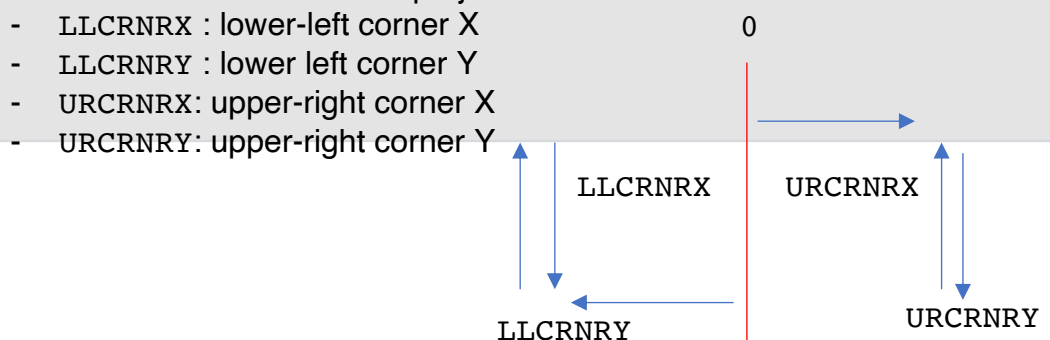 - LLCRNRX : lower-left corner X
0
- LLCRNRY : lower left corner Y
- URCRNRX: upper-right corner X
- URCRNRY: upper-right corner Y
LLCRNRX
URCRNRX
LLCRNRY
URCRNRY